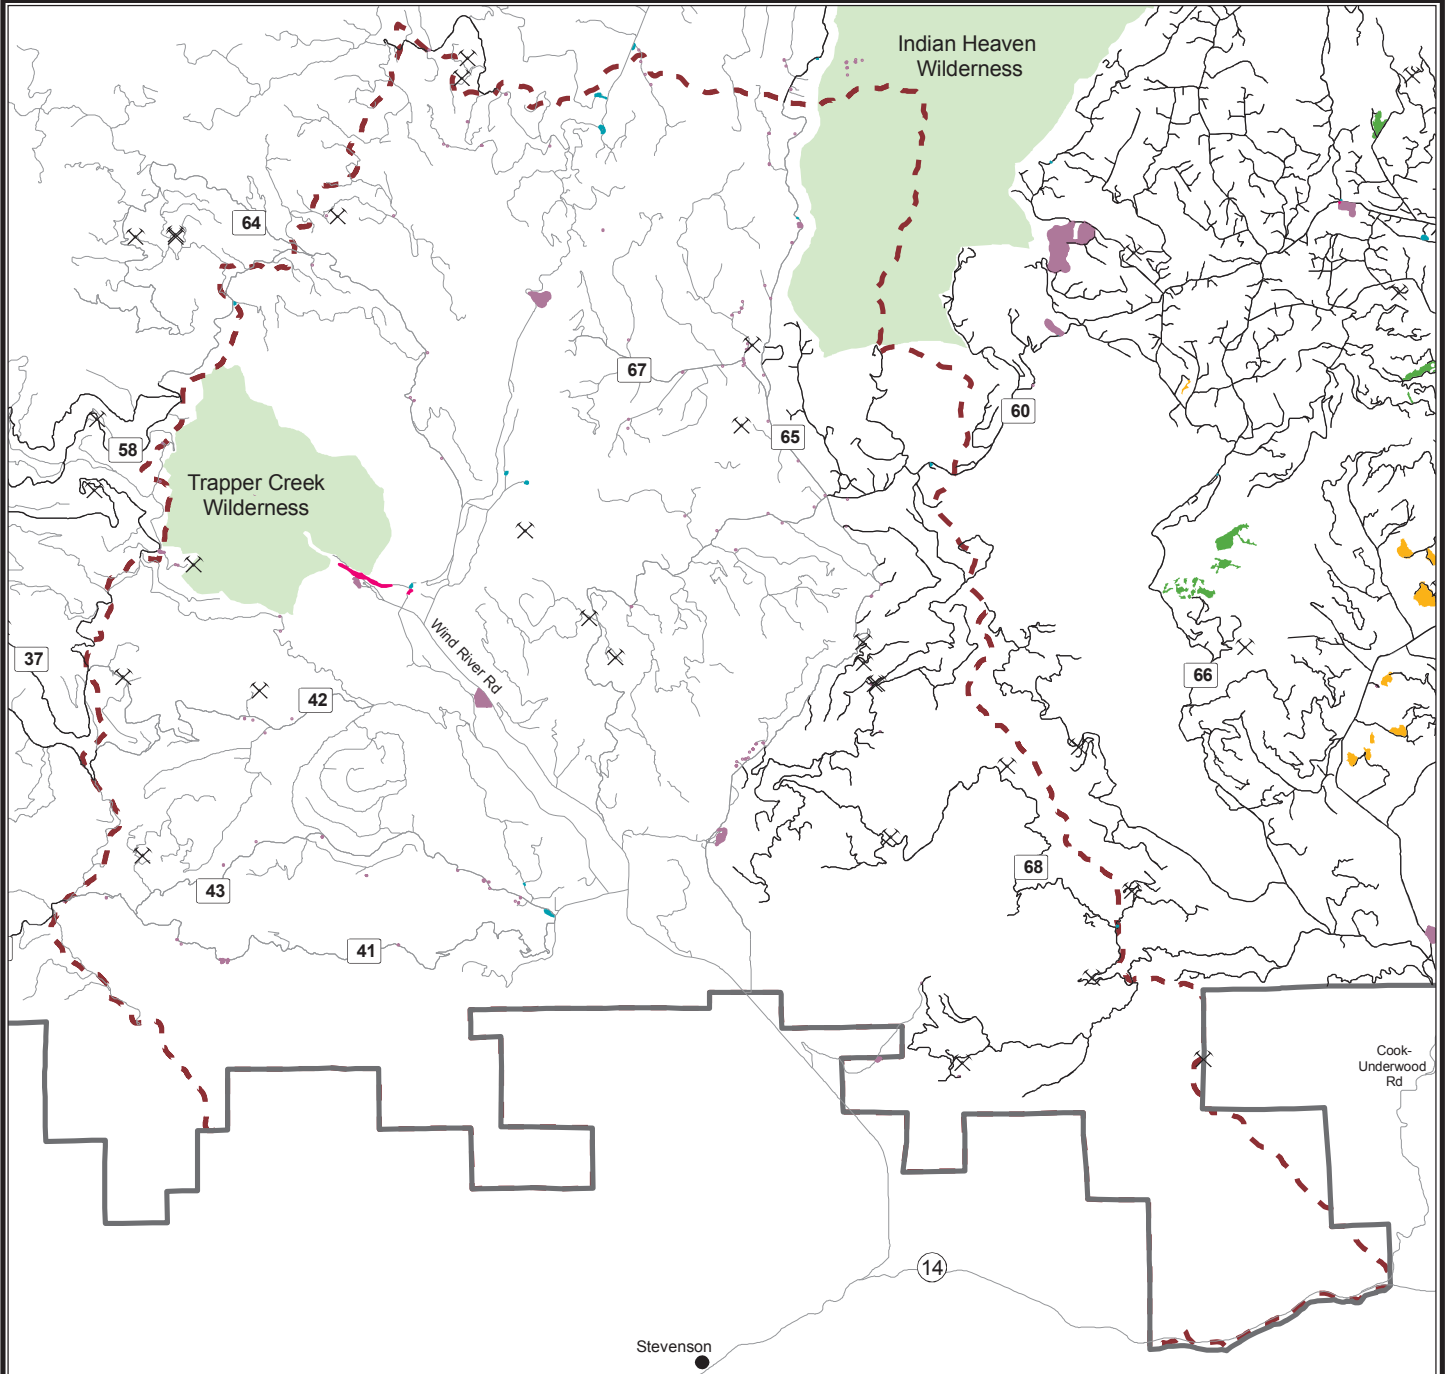 Indian Heaven
Wilderness
64
67
60
65
58
Trapper Creek
Wilderness
Wind River Rd
37
66
42
68
43
41
Cook-
Underwood
Rd
14
Stevenson